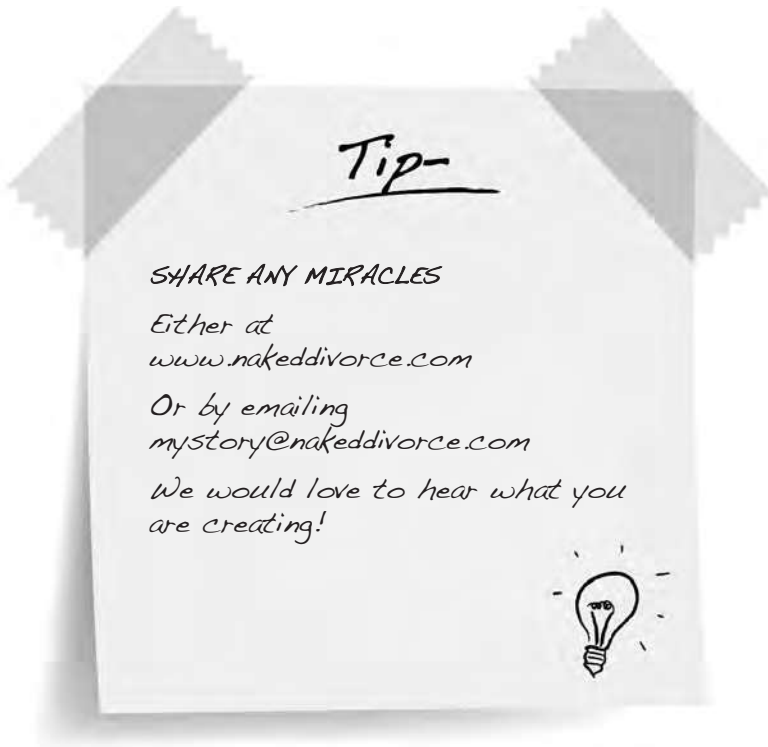 Tip-
SHARE ANY MIRACLES
Either at
www.nakeddivorce.com
Or by emailing
mystory@nakeddivorce.com
We would love to hear what you
are creating!